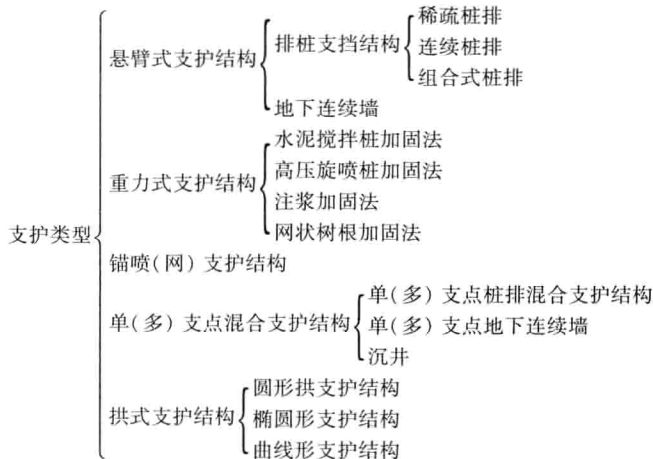 稀疏桩排
排桩支挡结构
连续桩排
悬臂式支护结构
组合式桩排
地下连续墙
水泥搅拌桩加固法
高压旋喷桩加固法
重力式支护结构
注浆加固法
网状树根加固法
支护类型
锚喷(网)支护结构
单(多)支点桩排混合支护结构
单(多)支点混合支护结构
单(多)支点地下连续墙
沉井
圆形拱支护结构
拱式支护结构
椭圆形支护结构
曲线形支护结构